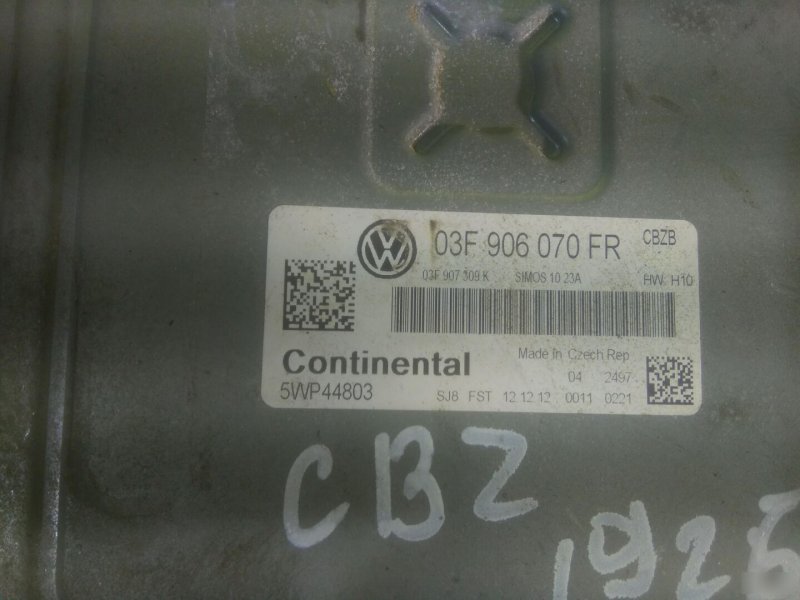 03F 906 070 FR CBZB
03F 907 309 K SIMOS 10 23A HW: H10
Continental Made In Czech Rep
5WP44803 04 2497
SJ8 FST 12 12 12 0011 0221
CBZ